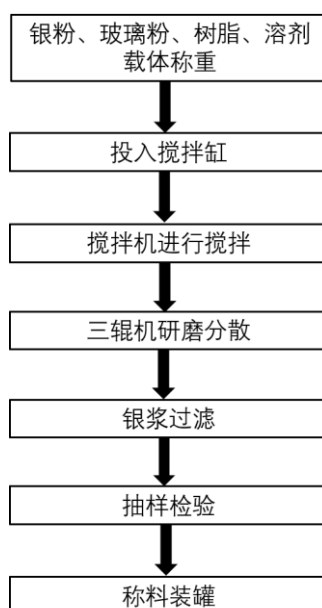 银粉、玻璃粉、树脂、溶剂
载体称重
投入搅拌缸
搅拌机进行搅拌
三辊机研磨分散
银浆过滤
抽样检验
称料装罐